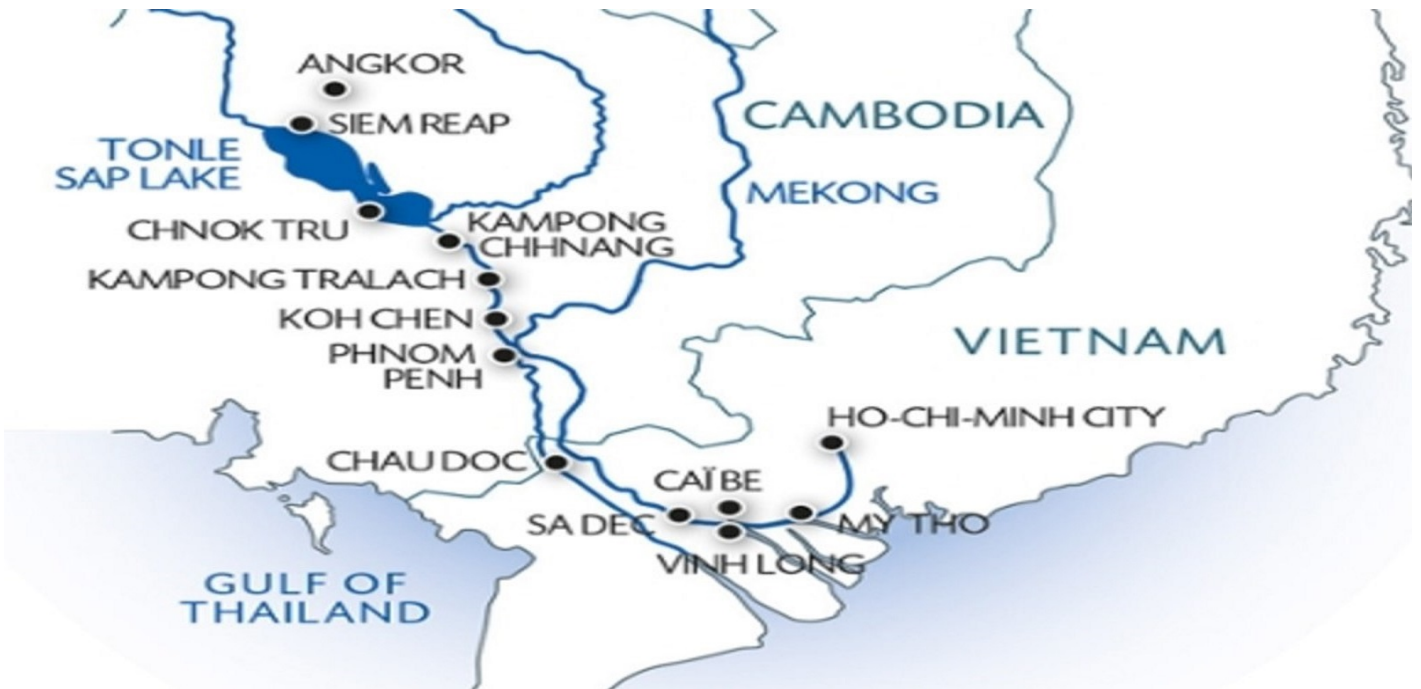 ANGKOR
SIEM REAP
CAMBODIA
TONLE
SAP LAKE
MEKONG
CHNOK TRU
KAMPONG
CHHNANG
KAMPONG TRALACH
KOH CHEN
PHNOM
PENH
VIETNAM
HO-CHI-MINH CITY
CHAU DOC
CAÏ BE
SA DEC
MY THO
VINH LONG
GULF OF
THAILAND